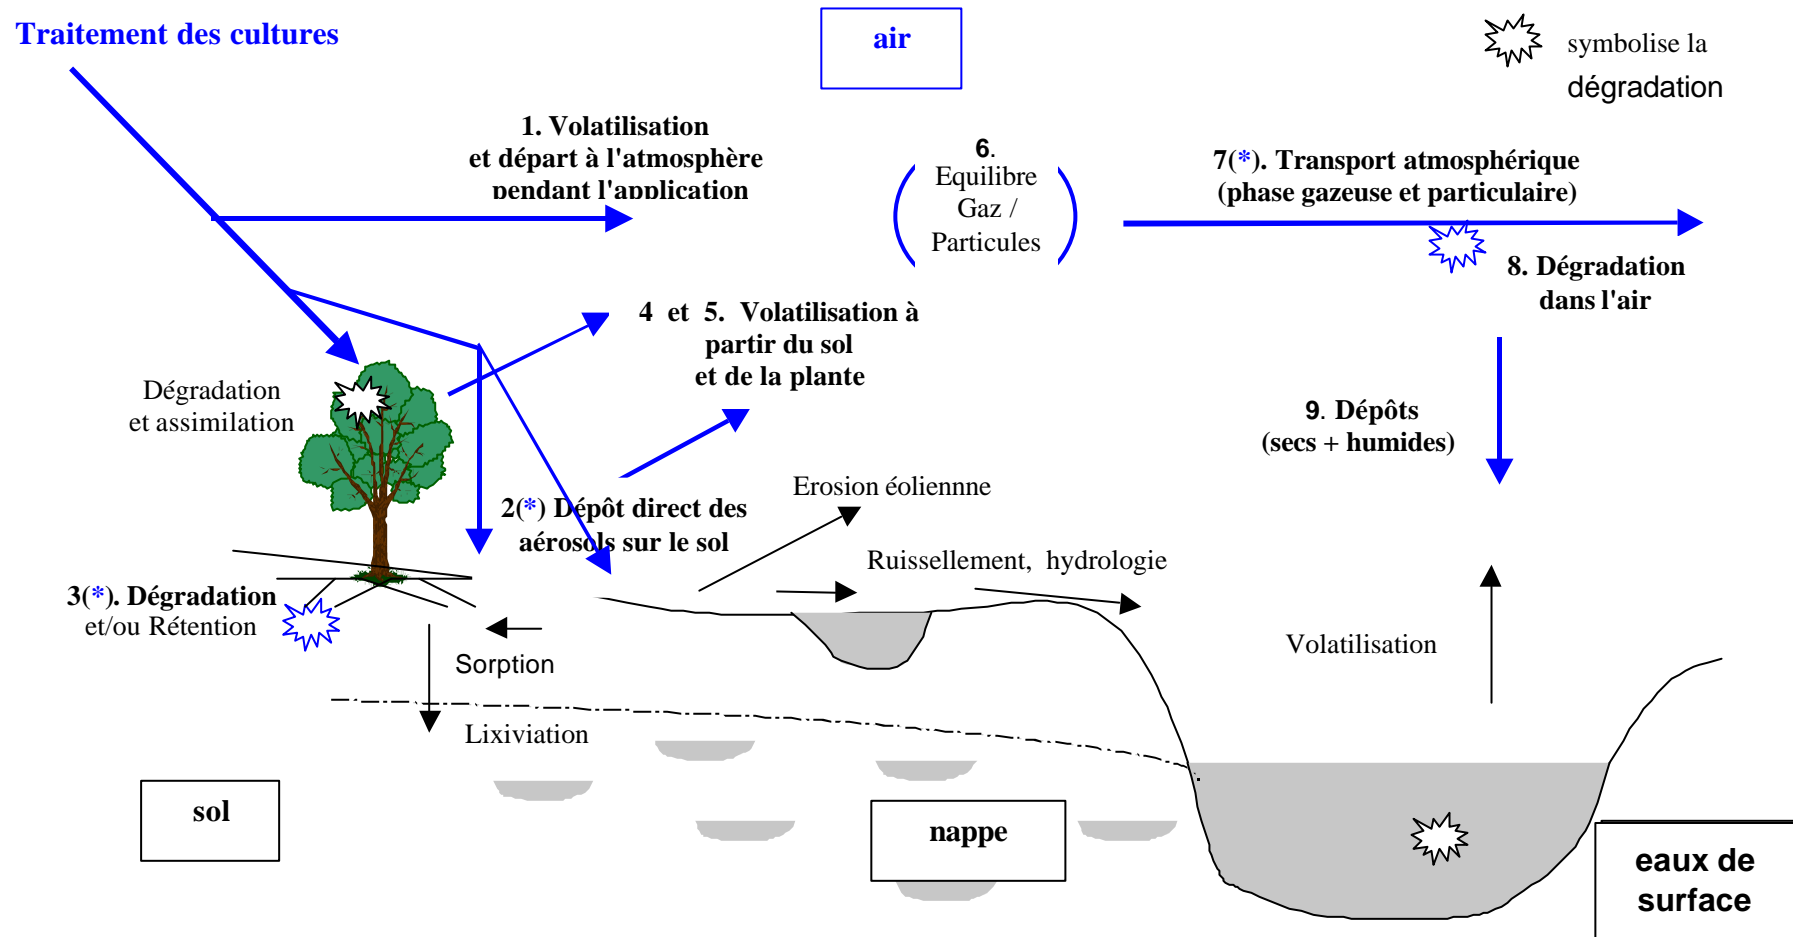 Traitement des cultures
air
symbolise la
dégradation
1. Volatilisation
et départ à l'atmosphère
pendant l'application
6.
Equilibre
Gaz /
Particules
7(*). Transport atmosphérique
(phase gazeuse et particulaire)
8. Dégradation
dans l'air
4 et 5. Volatilisation à
partir du sol
et de la plante
Dégradation
et assimilation
9. Dépôts
(secs + humides)
2(*) Dépôt direct des
aérosols sur le sol
Erosion éoliennne
Ruissellement, hydrologie
3(*). Dégradation
et/ou Rétention
Sorption
Volatilisation
Lixiviation
sol
nappe
eaux de
surface